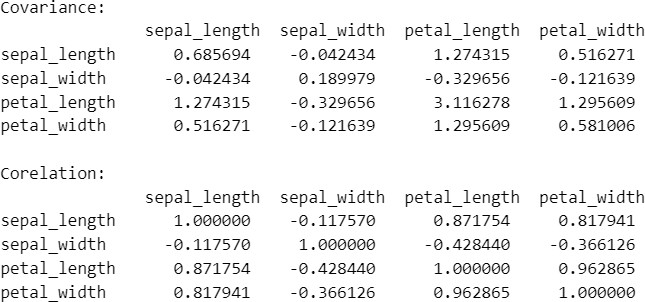 Covariance:
sepal_length sepal_width petal_length petal_width
sepal_length 0.685694 -0.042434 1.274315 0.516271
sepal_width -0.042434 0.189979 -0.329656 -0.121639
petal_length 1.274315 -0.329656 3.116278 1.295609
petal_width 0.516271 -0.121639 1.295609 0.581006
Corelation:
sepal_length sepal_width petal_length petal_width
sepal_length 1.000000 -0.117570 0.871754 0.817941
sepal_width -0.117570 1.000000 -0.428440 -0.366126
petal_length 0.871754 -0.428440 1.000000 0.962865
petal_width 0.817941 -0.366126 0.962865 1.000000